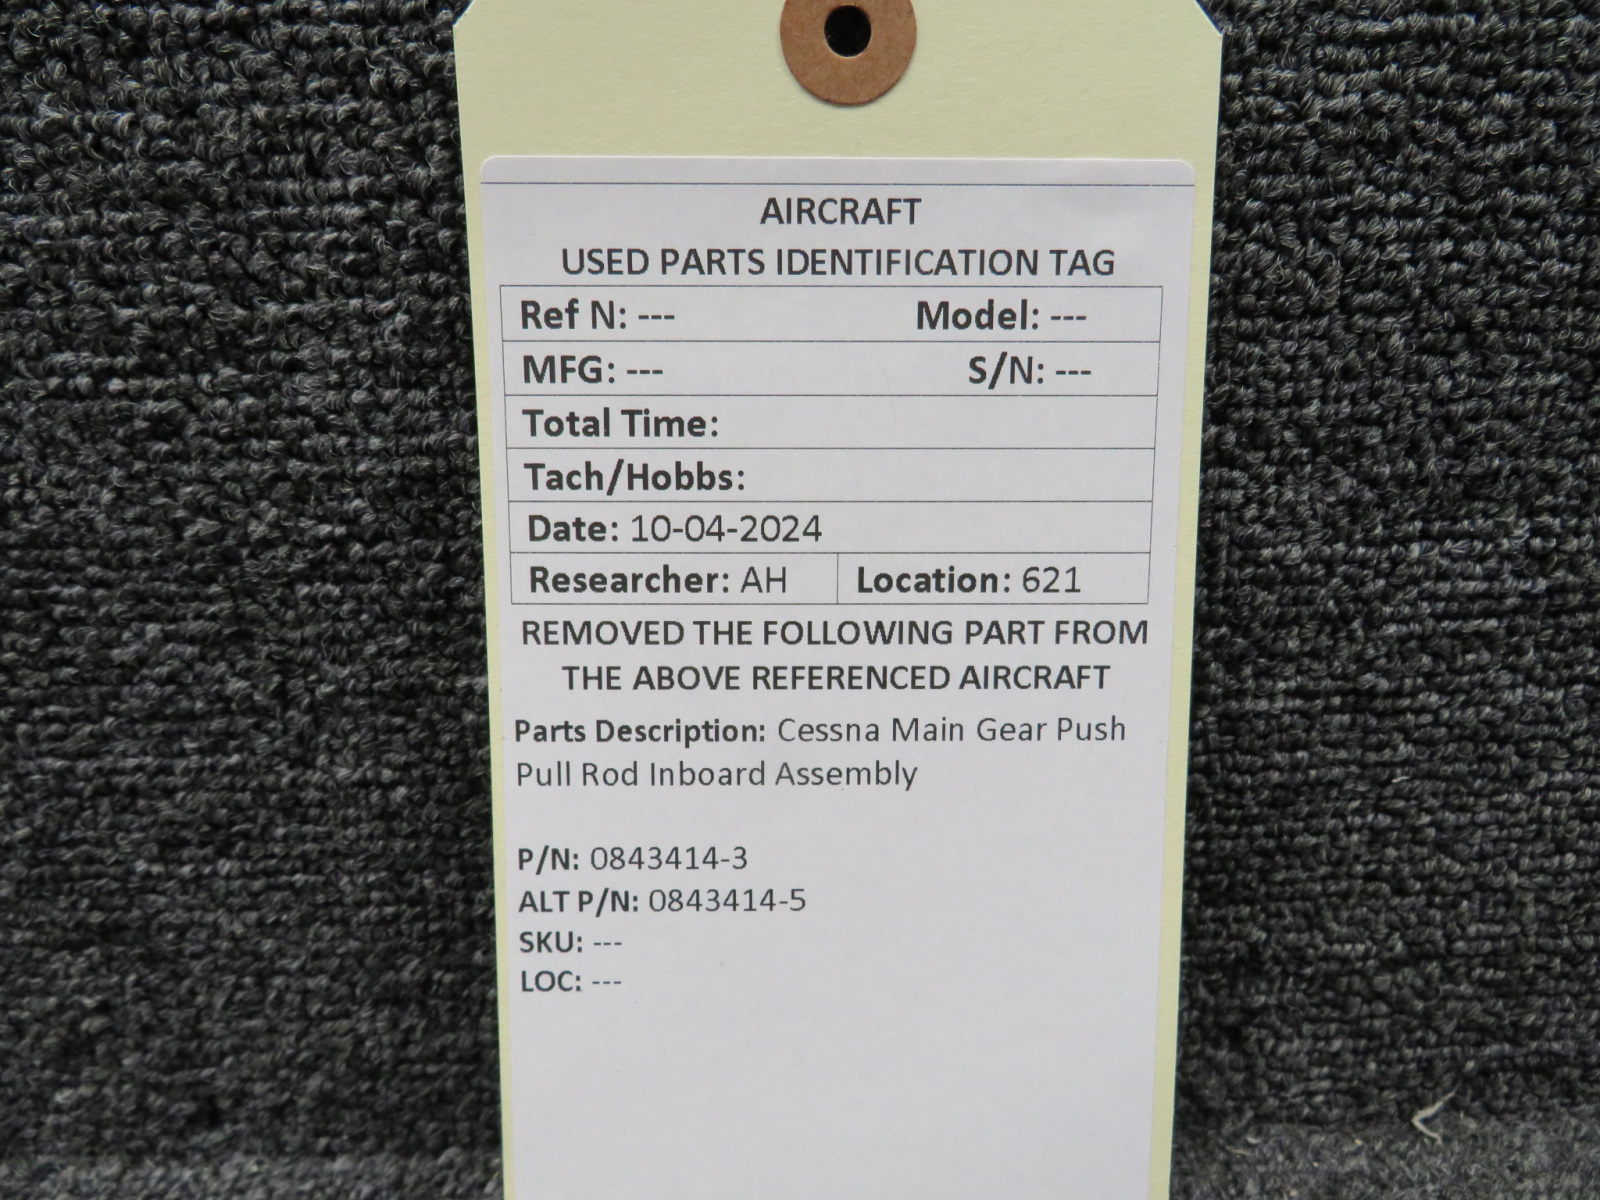 AIRCRAFT
USED PARTS IDENTIFICATION TAG
Ref N: --- Model: ---
MFG: --- S/N: ---
Total Time:
Tach/Hobbs:
Date: 10-04-2024
Researcher: AH Location: 621
REMOVED THE FOLLOWING PART FROM
THE ABOVE REFERENCED AIRCRAFT
Parts Description: Cessna Main Gear Push
Pull Rod Inboard Assembly
P/N: 0843414-3
ALT P/N: 0843414-5
SKU: ---
LOC: ---